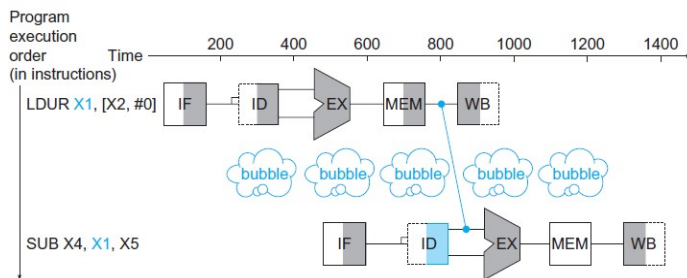 Program
execution
order
(in instructions)
Time
200 400 600 800 1000 1200 1400
LDUR X1, [X2, #0] IF ID EX MEM WB
bubble bubble bubble bubble bubble
SUB X4, X1, X5 IF ID EX MEM WB